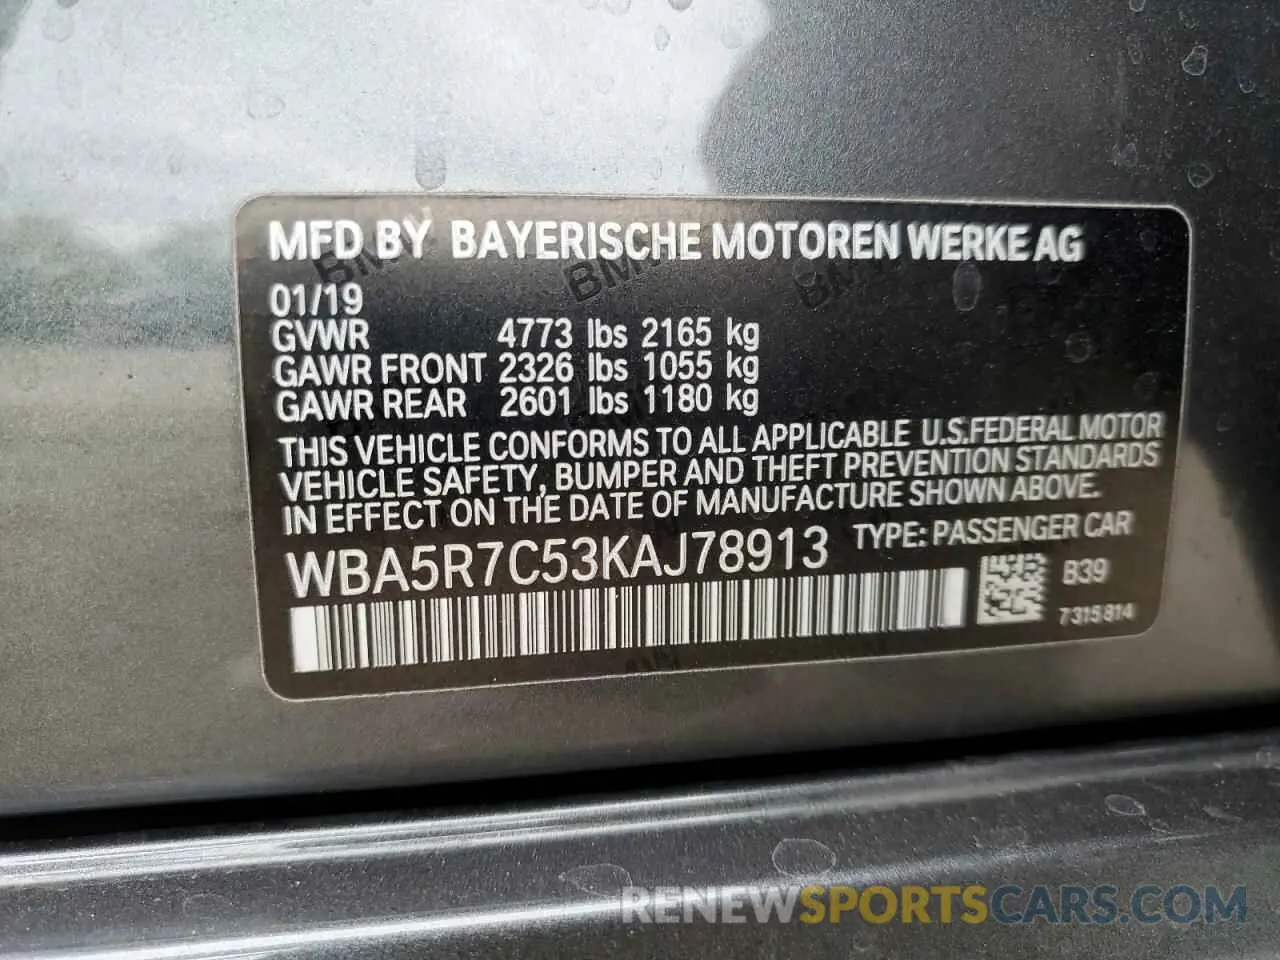 MFD BY BAYERISCHE MOTOREN WERKE AG
01/19
GVWR 4773 lbs 2165 kg
GAWR FRONT 2326 lbs 1055 kg
GAWR REAR 2601 lbs 1180 kg
THIS VEHICLE CONFORMS TO ALL APPLICABLE U.S.FEDERAL MOTOR
VEHICLE SAFETY, BUMPER AND THEFT PREVENTION STANDARDS
IN EFFECT ON THE DATE OF MANUFACTURE SHOWN ABOVE.
WBA5R7C53KAJ78913 TYPE: PASSENGER CAR
B39
7315814
RENEWSPORTSCARS.COM